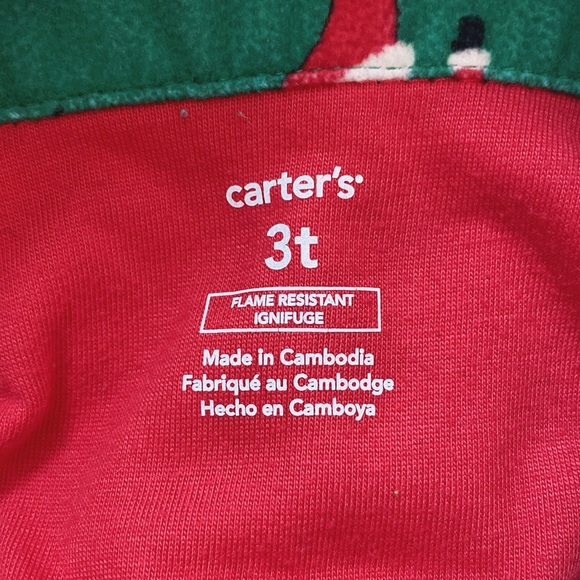 carter's
3t
FLAME RESISTANT
IGNIFUGE
Made in Cambodia
Fabriqué au Cambodge
Hecho en Camboya